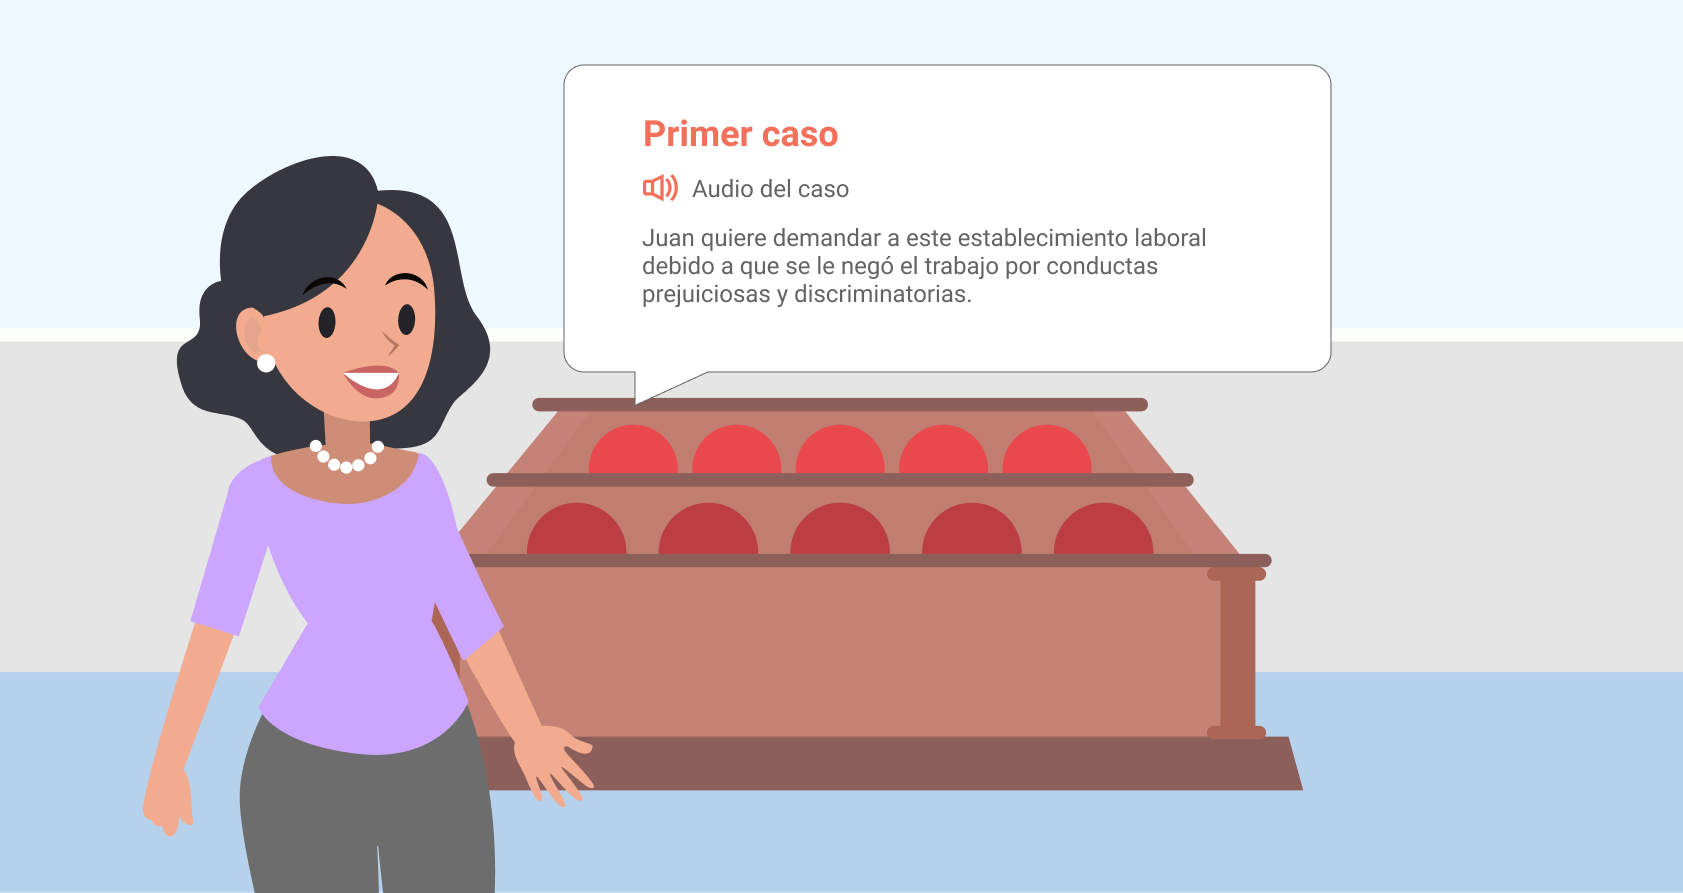 Primer caso
Audio del caso
Juan quiere demandar a este establecimiento laboral
debido a que se le negó el trabajo por conductas
prejuiciosas y discriminatorias.